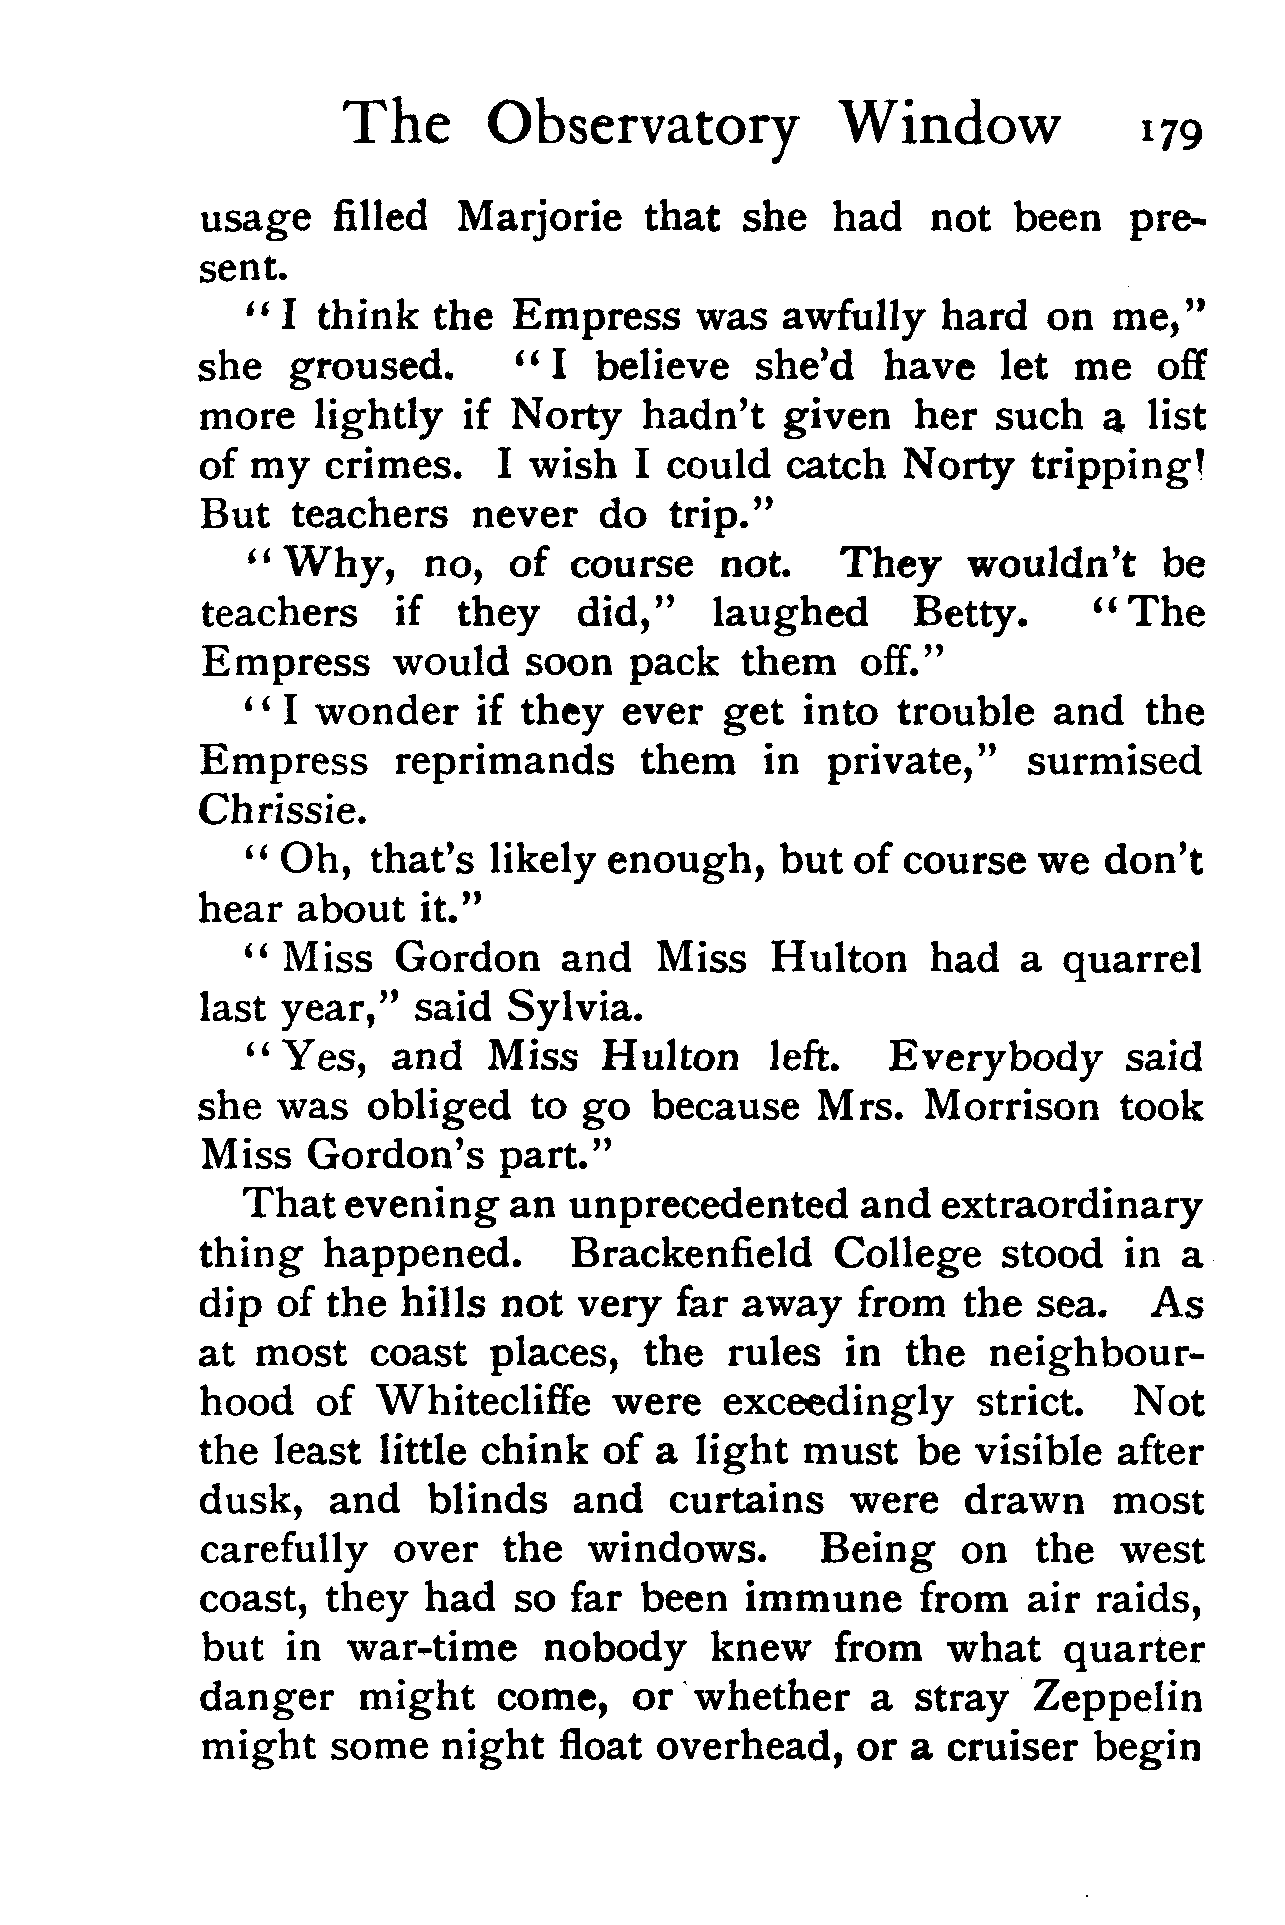 The Observatory Window 179
usage filled Marjorie that she had not been pre-
sent.
“I think the Empress was awfully hard on me,”
she groused. “I believe she’d have let me off
more lightly if Norty hadn’t given her such a list
of my crimes. I wish I could catch Norty tripping!
But teachers never do trip.”
“Why, no, of course not. They wouldn’t be
teachers if they did,” laughed Betty. “The
Empress would soon pack them off.”
“I wonder if they ever get into trouble and the
Empress reprimands them in private,” surmised
Chrissie.
“Oh, that’s likely enough, but of course we don’t
hear about it.”
“Miss Gordon and Miss Hulton had a quarrel
last year,” said Sylvia.
“Yes, and Miss Hulton left. Everybody said
she was obliged to go because Mrs. Morrison took
Miss Gordon’s part.”
That evening an unprecedented and extraordinary
thing happened. Brackenfield College stood in a
dip of the hills not very far away from the sea. As
at most coast places, the rules in the neighbour-
hood of Whitecliffe were exceedingly strict. Not
the least little chink of a light must be visible after
dusk, and blinds and curtains were drawn most
carefully over the windows. Being on the west
coast, they had so far been immune from air raids,
but in war-time nobody knew from what quarter
danger might come, or whether a stray Zeppelin
might some night float overhead, or a cruiser begin